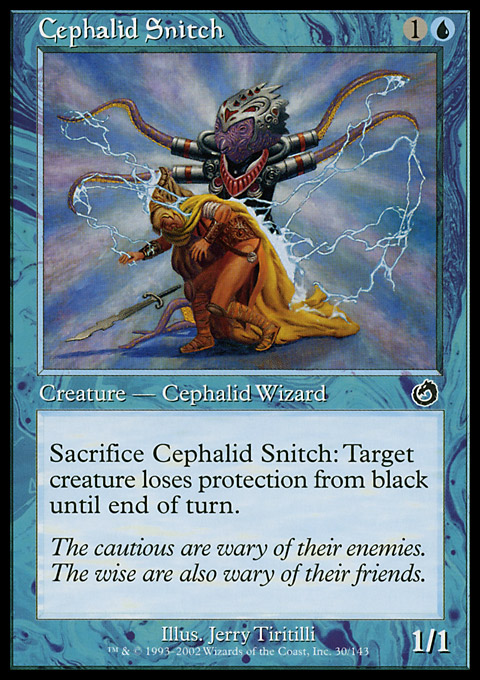 Cephalid Snitch 1
Creature — Cephalid Wizard
Sacrifice Cephalid Snitch: Target
creature loses protection from black
until end of turn.
The cautious are wary of their enemies.
The wise are also wary of their friends.
Illus. Jerry Tiritilli
™ & © 1993-2002 Wizards of the Coast, Inc. 30/143
1/1